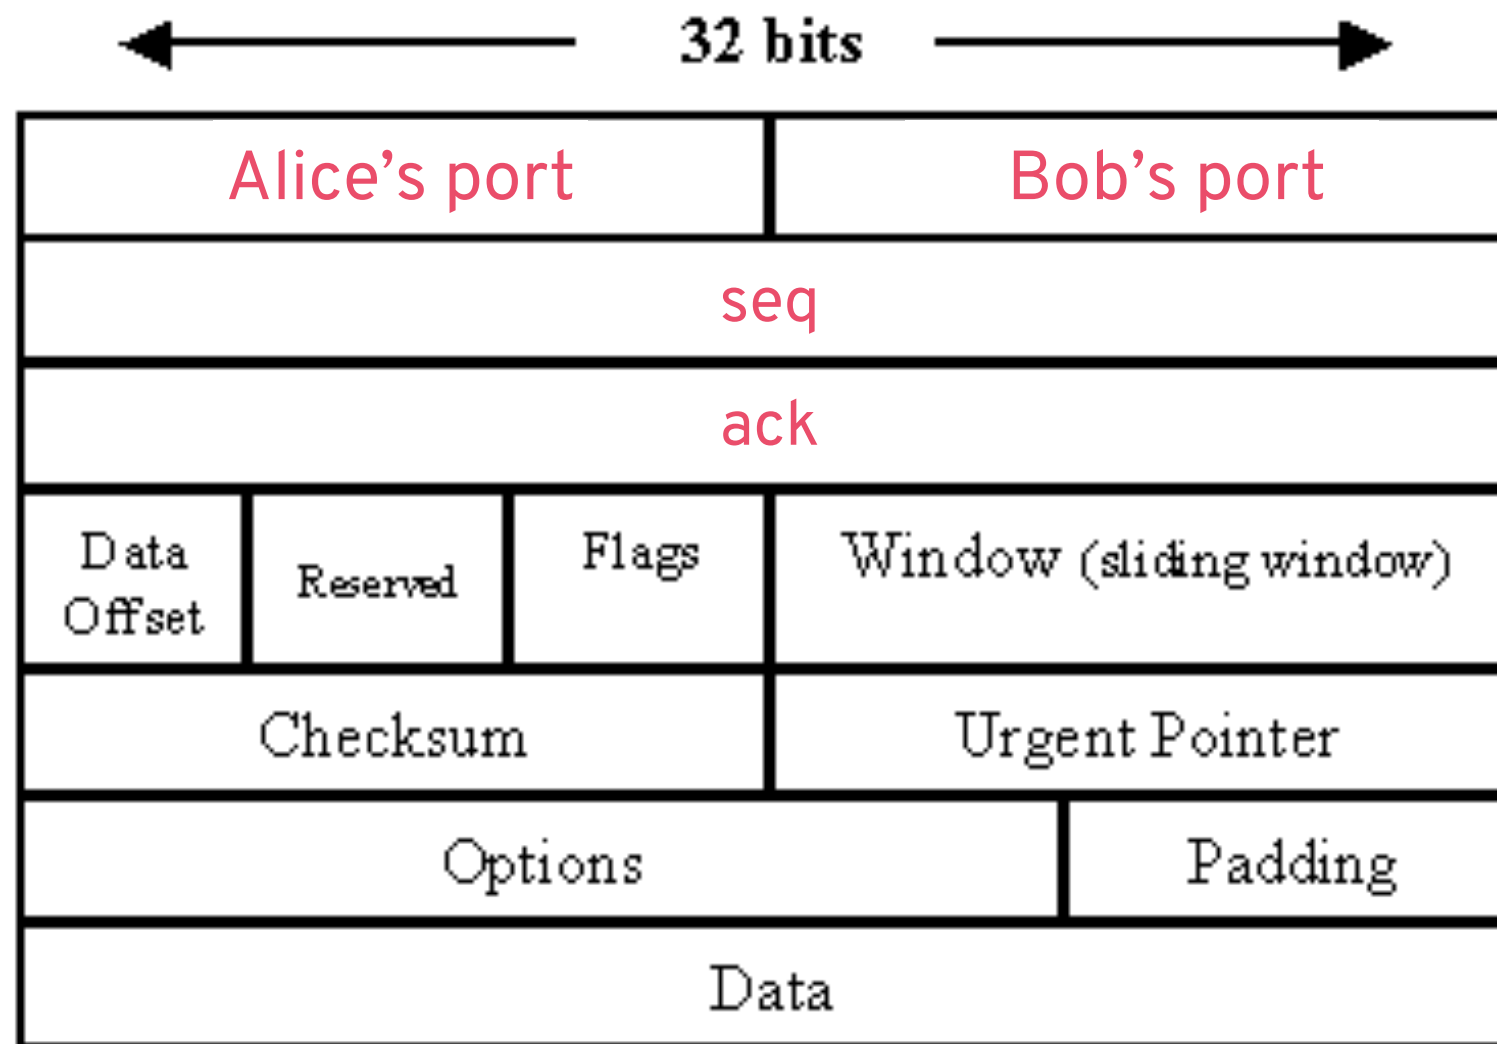 32 bits
Alice’s port
Bob’s port
seq
ack
Data
Offset
Reserved
Flags
Window (sliding window)
Checksum
Urgent Pointer
Options
Padding
Data